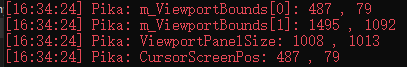 [16:34:24] Pika: m_ViewportBounds[0]: 487 , 79
[16:34:24] Pika: m_ViewportBounds[1]: 1495 , 1092
[16:34:24] Pika: ViewportPanelSize: 1008 , 1013
[16:34:24] Pika: CursorScreenPos: 487 , 79